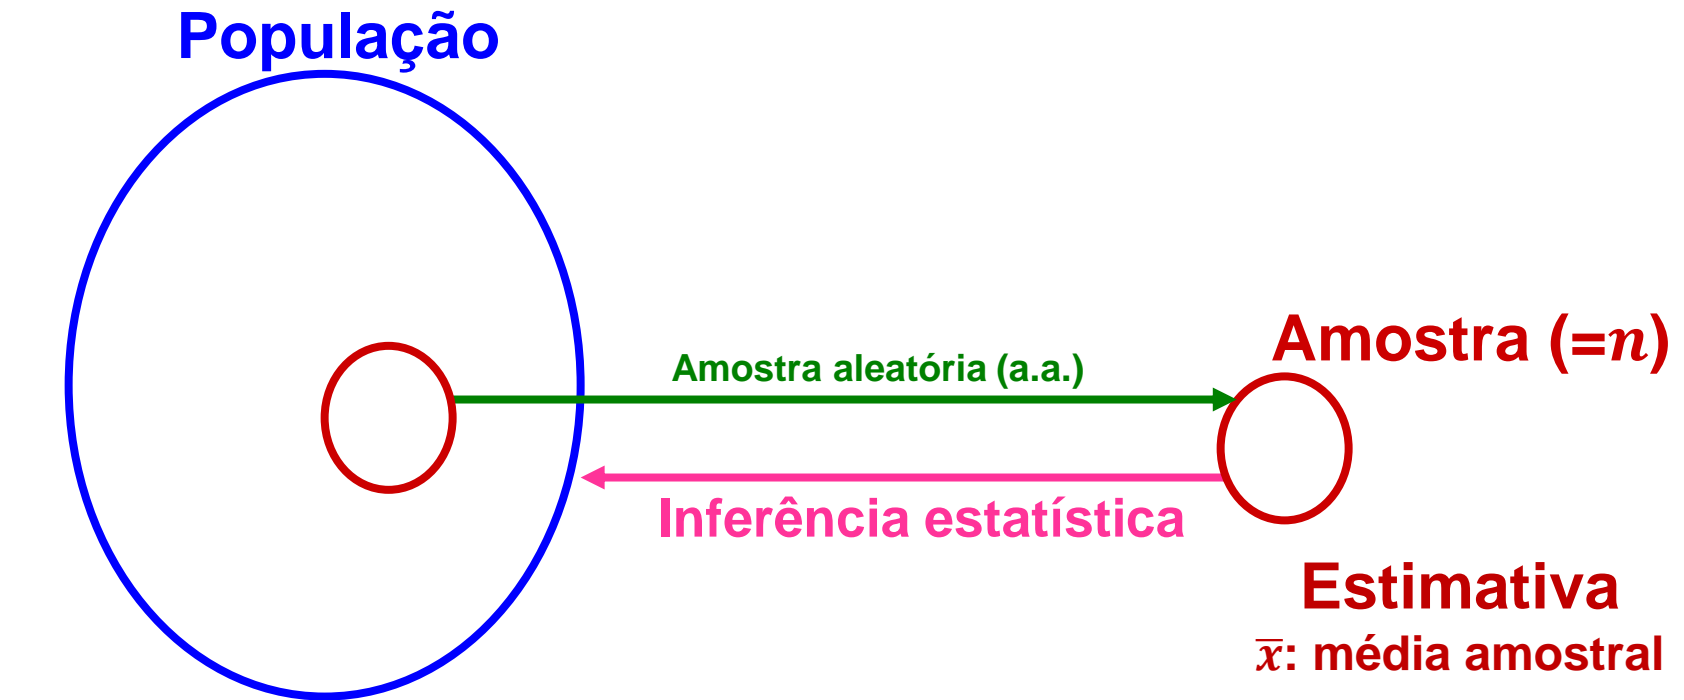 População
Amostra (=n)
Amostra aleatória (a.a.)
Inferência estatística
Estimativa
x̅: média amostral